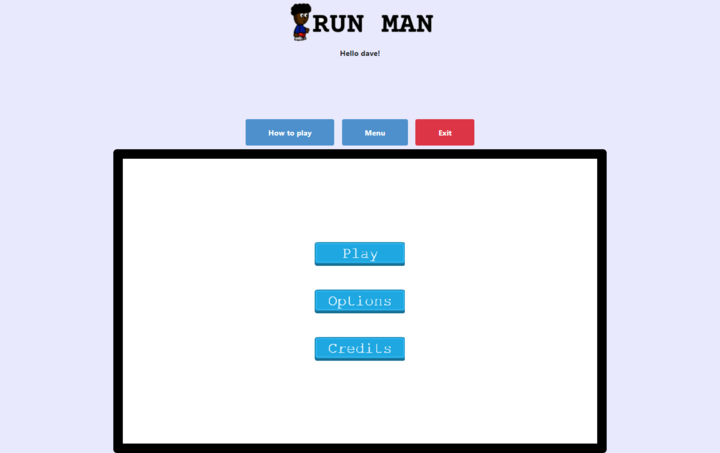 RUN MAN
Hello dave!
How to play
Menu
Exit
Play
Options
Credits